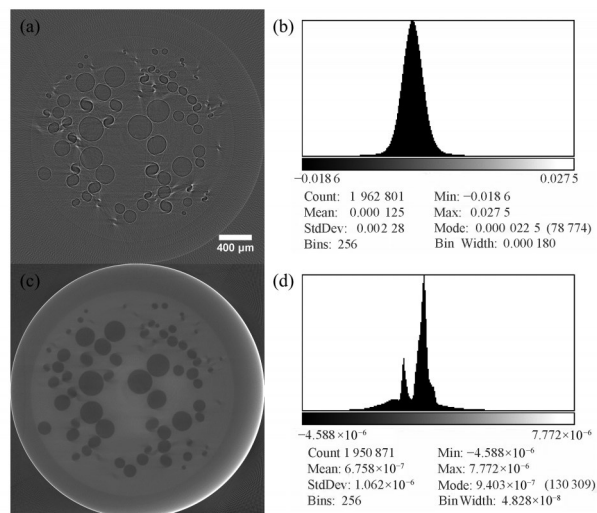 (a)
400 μm
(b)
−0.018 6 0.0275
Count: 1 962 801 Min: −0.018 6
Mean: 0.000 125 Max: 0.027 5
StdDev: 0.002 28 Mode: 0.000 022 5 (78 774)
Bins: 256 Bin Width: 0.000 180
(c)
(d)
−4.588×10⁻⁶ 7.772×10⁻⁶
Count 1 950 871 Min: −4.588×10⁻⁶
Mean: 6.758×10⁻⁷ Max: 7.772×10⁻⁶
StdDev: 1.062×10⁻⁶ Mode: 9.403×10⁻⁷ (130 309)
Bins: 256 Bin Width: 4.828×10⁻⁸